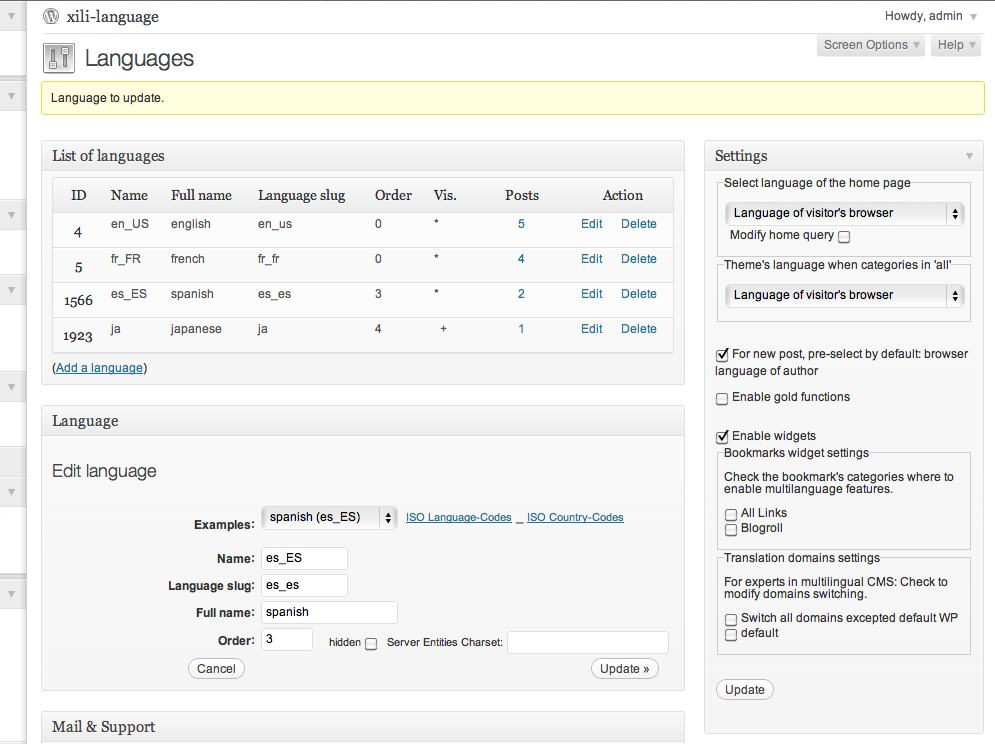 xili-language
Howdy, admin
Screen Options
Help
Languages
Language to update.
List of languages
ID Name Full name Language slug Order Vis. Posts Action
4 en_US english en_us 0 * 5 Edit Delete
5 fr_FR french fr_fr 0 * 4 Edit Delete
1566 es_ES spanish es_es 3 * 2 Edit Delete
1923 ja japanese ja 4 + 1 Edit Delete
(Add a language)
Language
Edit language
Examples: spanish (es_ES) ISO Language-Codes _ ISO Country-Codes
Name: es_ES
Language slug: es_es
Full name: spanish
Order: 3 hidden Server Entities Charset:
Cancel Update »
Mail & Support
Settings
Select language of the home page
Language of visitor's browser
Modify home query
Theme's language when categories in 'all'
Language of visitor's browser
For new post, pre-select by default: browser
language of author
Enable gold functions
Enable widgets
Bookmarks widget settings
Check the bookmark's categories where to
enable multilanguage features.
All Links
Blogroll
Translation domains settings
For experts in multilingual CMS: Check to
modify domains switching.
Switch all domains excepted default WP
default
Update